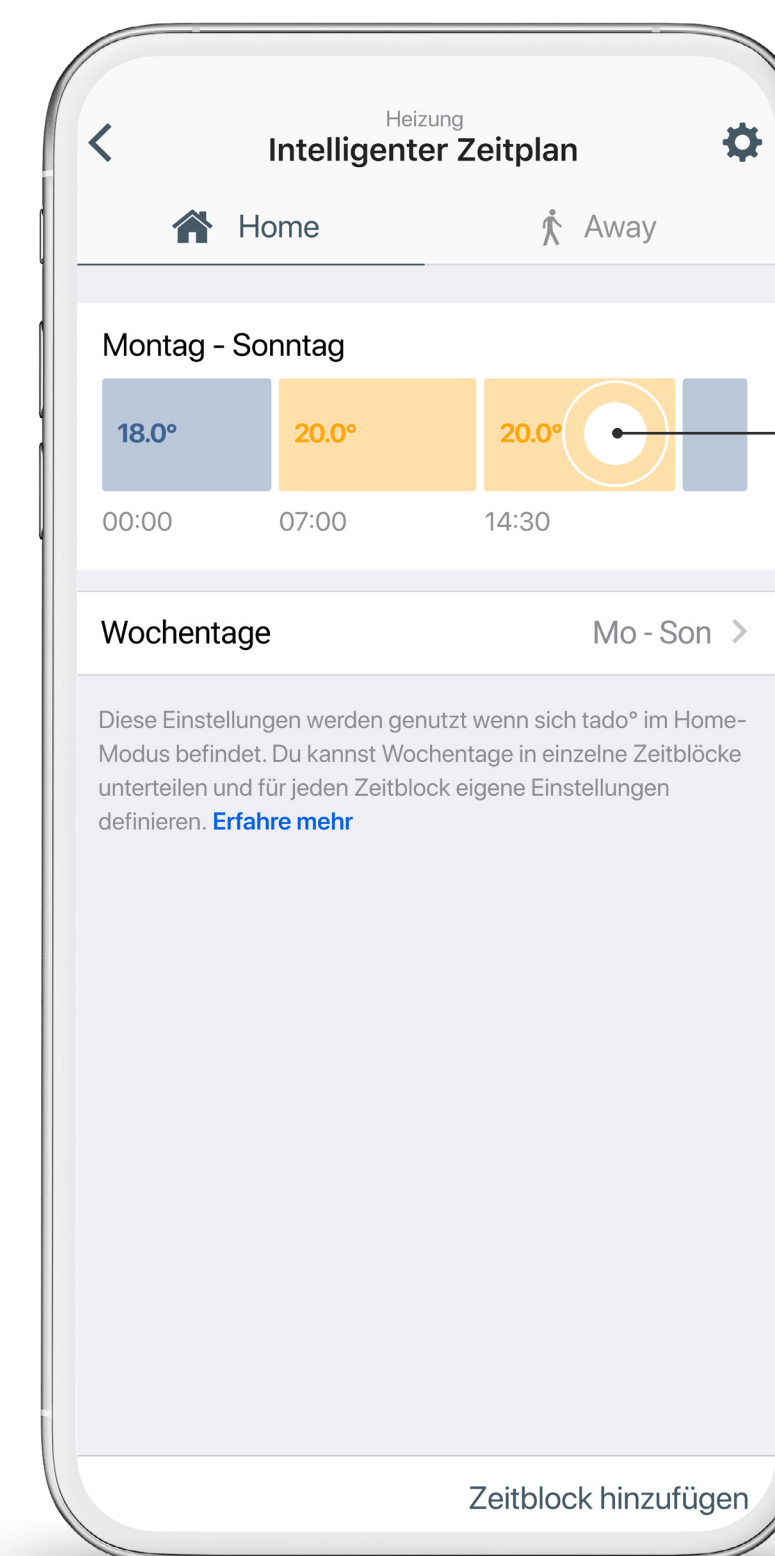 Heizung
Intelligenter Zeitplan
Home
Away
Montag - Sonntag
18.0°
20.0°
20.0°
00:00
07:00
14:30
Wochentage
Mo - Son
Diese Einstellungen werden genutzt wenn sich tado° im Home-
Modus befindet. Du kannst Wochentage in einzelne Zeitblöcke
unterteilen und für jeden Zeitblock eigene Einstellungen
definieren. Erfahre mehr
Zeitblock hinzufügen